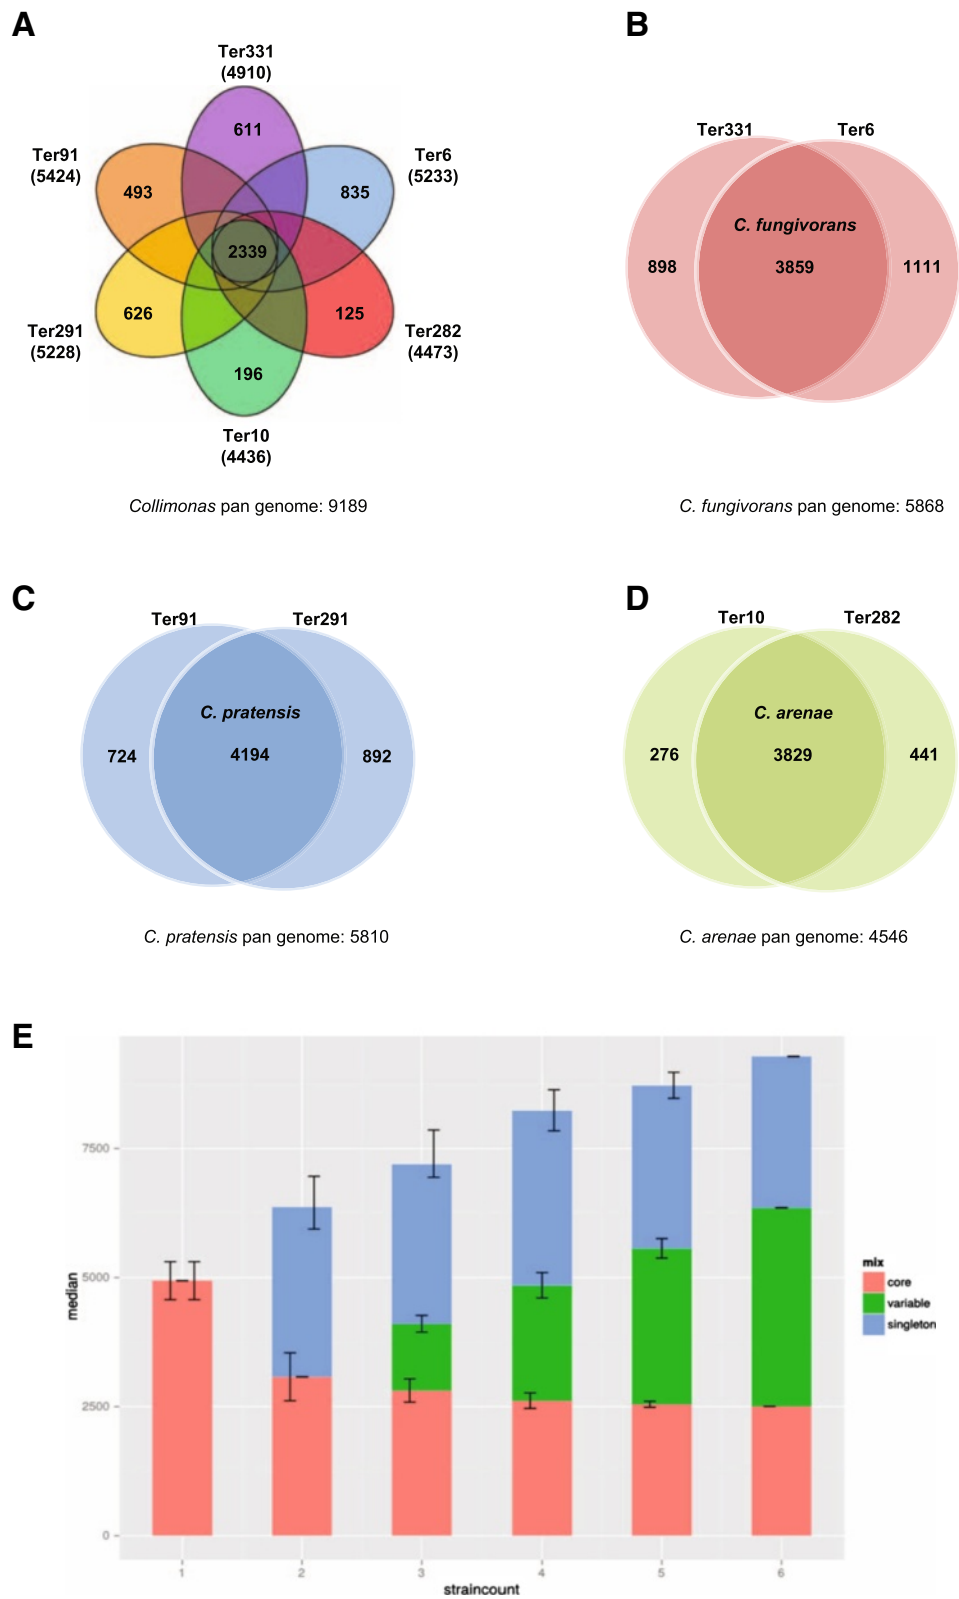 A
Ter331
(4910)
611
Ter91
(5424)
493
Ter6
(5233)
835
2339
Ter291
(5228)
626
125
Ter282
(4473)
196
Ter10
(4436)
Collimonas pan genome: 9189
B
Ter331
Ter6
C. fungivorans
898
3859
1111
C. fungivorans pan genome: 5868
C
Ter91
Ter291
C. pratensis
724
4194
892
C. pratensis pan genome: 5810
D
Ter10
Ter282
C. arenae
276
3829
441
C. arenae pan genome: 4546
E
7500
5000
2500
0
median
1 2 3 4 5 6
straincount
mix
core
variable
singleton